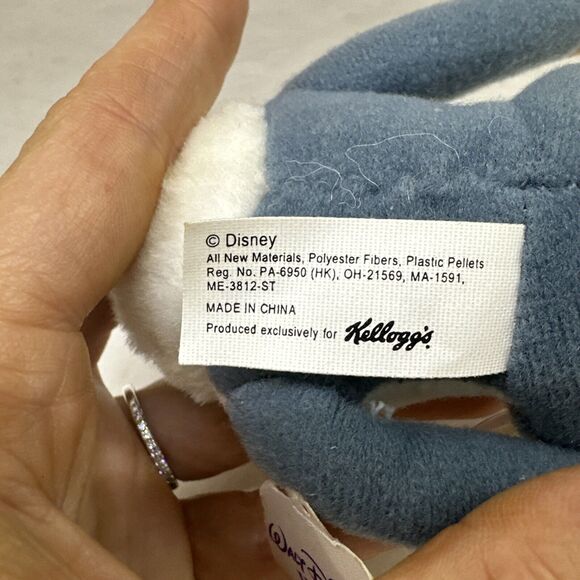 © Disney
All New Materials, Polyester Fibers, Plastic Pellets
Reg. No. PA-6950 (HK), OH-21569, MA-1591,
ME-3812-ST
MADE IN CHINA
Produced exclusively for Kellogg's
WALT